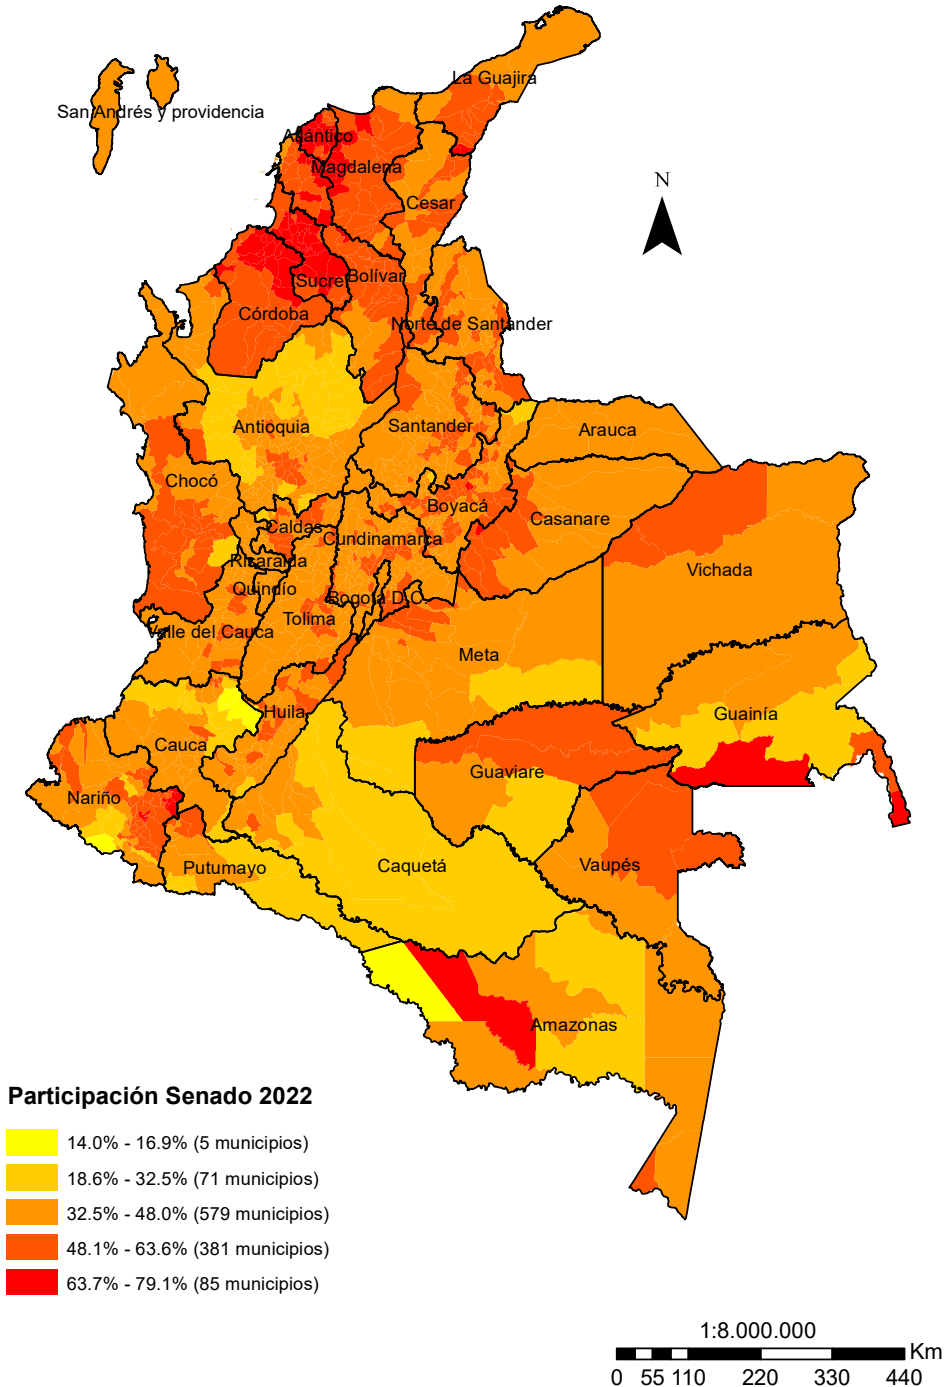 La Guajira
San Andrés y providencia
N
Atlántico
Magdalena
Cesar
Sucre
Bolívar
Córdoba
Norte de Santander
Antioquia
Santander
Arauca
Chocó
Boyacá
Casanare
Caldas
Cundinamarca
Risaralda
Vichada
Quindío
Bogotá D.C.
Tolima
Valle del Cauca
Meta
Huila
Guainía
Cauca
Guaviare
Nariño
Putumayo
Caquetá
Vaupés
Amazonas
Participación Senado 2022
14.0% - 16.9% (5 municipios)
18.6% - 32.5% (71 municipios)
32.5% - 48.0% (579 municipios)
48.1% - 63.6% (381 municipios)
63.7% - 79.1% (85 municipios)
1:8.000.000
Km
0 55 110 220 330 440